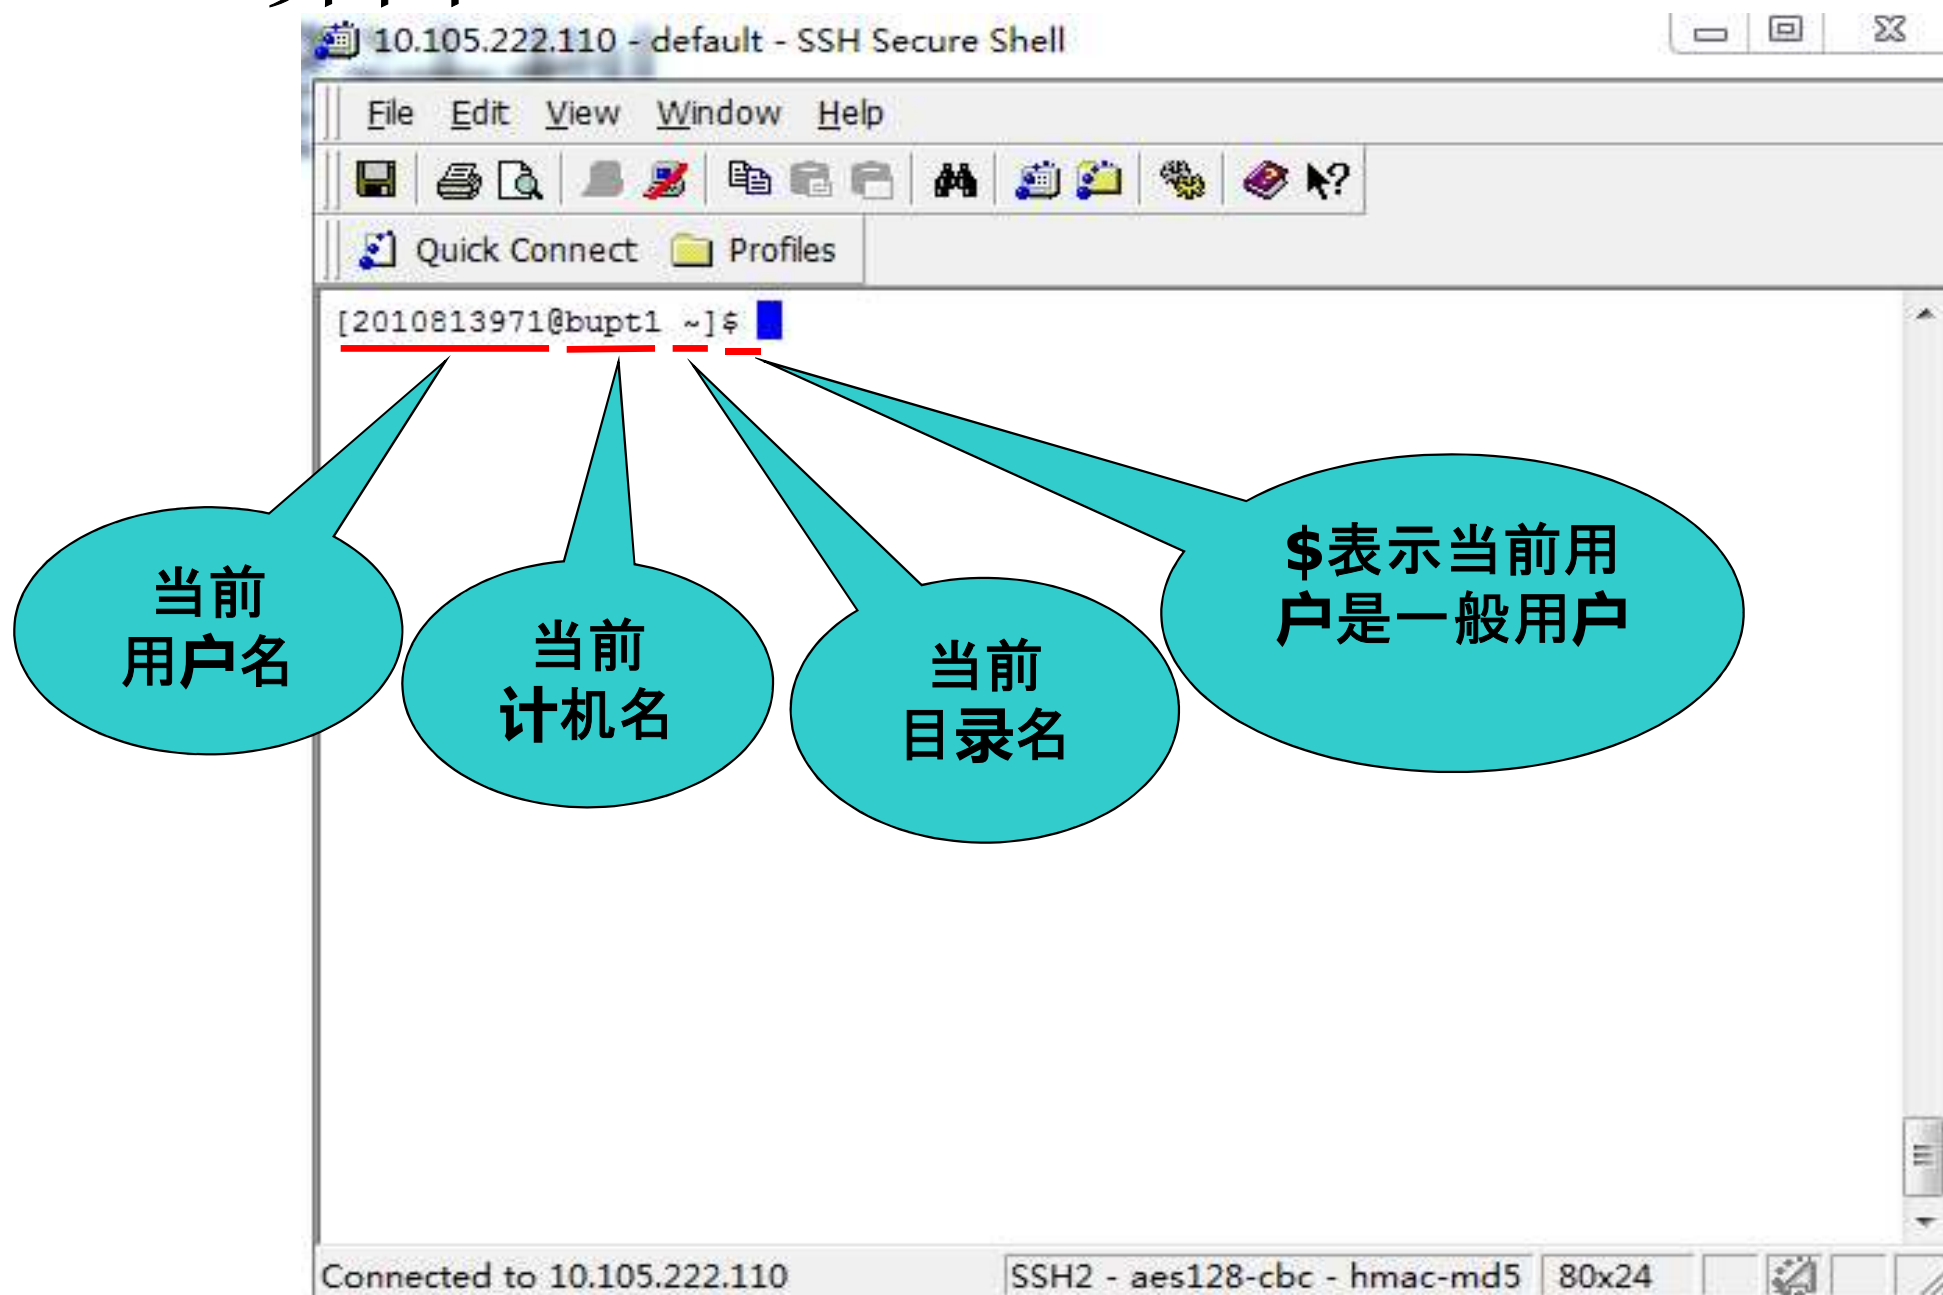 10.105.222.110 - default - SSH Secure Shell
File Edit View Window Help
Quick Connect Profiles
[2010813971@bupt1 ~]$
当前
用户名
当前
计机名
当前
目录名
$表示当前用
户是一般用户
Connected to 10.105.222.110
SSH2 - aes128-cbc - hmac-md5
80x24